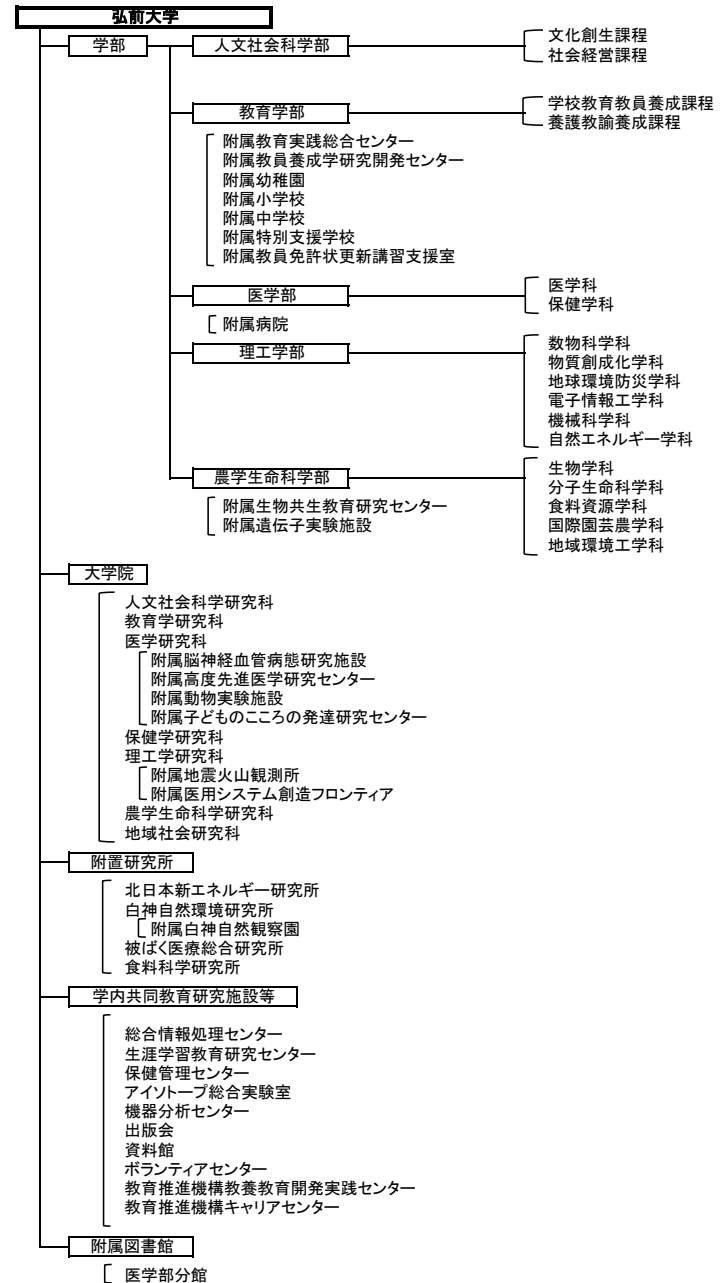 弘前大学
学部
人文社会科学部
文化創生課程
社会経営課程
教育学部
学校教育教員養成課程
養護教諭養成課程
附属教育実践総合センター
附属教員養成学研究開発センター
附属幼稚園
附属小学校
附属中学校
附属特別支援学校
附属教員免許状更新講習支援室
医学部
医学科
保健学科
附属病院
理工学部
数物科学科
物質創成化学科
地球環境防災学科
電子情報工学科
機械科学科
自然エネルギー学科
農学生命科学部
生物学科
分子生命科学科
食料資源学科
国際園芸農学科
地域環境工学科
附属生物共生教育研究センター
附属遺伝子実験施設
大学院
人文社会科学研究科
教育学研究科
医学研究科
附属脳神経血管病態研究施設
附属高度先進医学研究センター
附属動物実験施設
附属子どものこころの発達研究センター
保健学研究科
理工学研究科
附属地震火山観測所
附属医用システム創造フロンティア
農学生命科学研究科
地域社会研究科
附置研究所
北日本新エネルギー研究所
白神自然環境研究所
附属白神自然観察園
被ばく医療総合研究所
食料科学研究所
学内共同教育研究施設等
総合情報処理センター
生涯学習教育研究センター
保健管理センター
アイソトープ総合実験室
機器分析センター
出版会
資料館
ボランティアセンター
教育推進機構教養教育開発実践センター
教育推進機構キャリアセンター
附属図書館
医学部分館